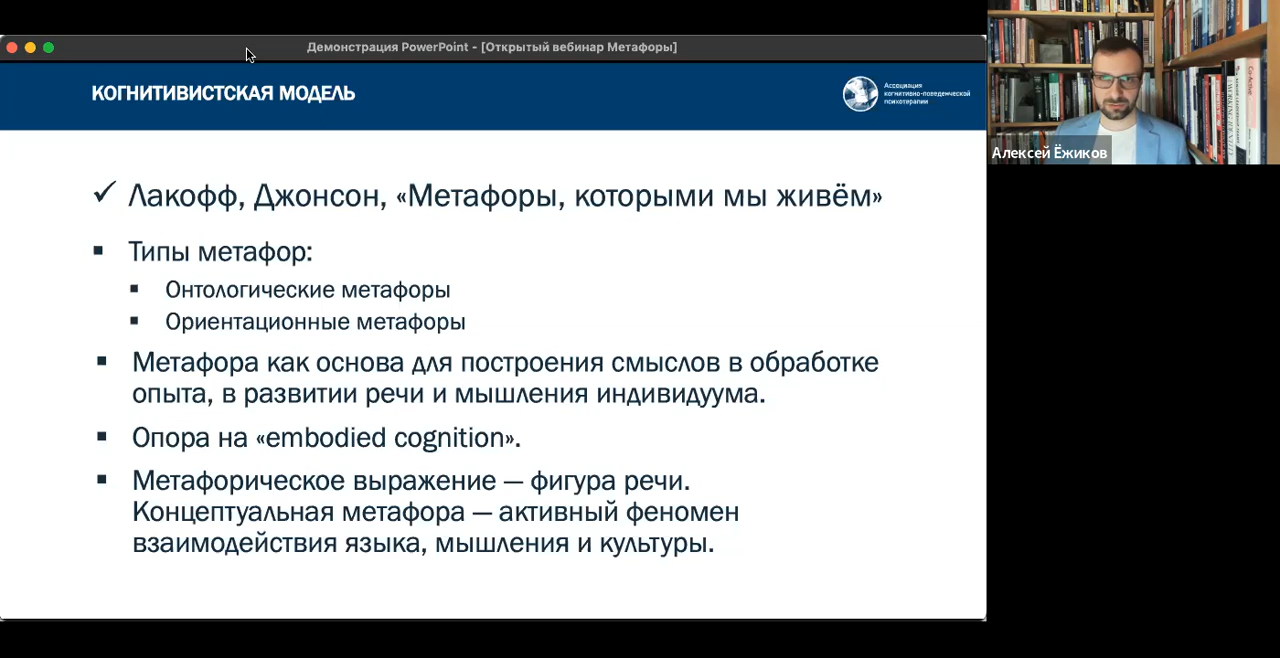 Демонстрация PowerPoint - [Открытый вебинар Метафоры]
КОГНИТИВИСТСКАЯ МОДЕЛЬ
Ассоциация
когнитивно-поведенческой
психотерапии
Лакофф, Джонсон, «Метафоры, которыми мы живём»
Типы метафор:
Онтологические метафоры
Ориентационные метафоры
Метафора как основа для построения смыслов в обработке
опыта, в развитии речи и мышления индивидуума.
Опора на «embodied cognition».
Метафорическое выражение — фигура речи.
Концептуальная метафора — активный феномен
взаимодействия языка, мышления и культуры.
Алексей Ёжиков
Co-Active